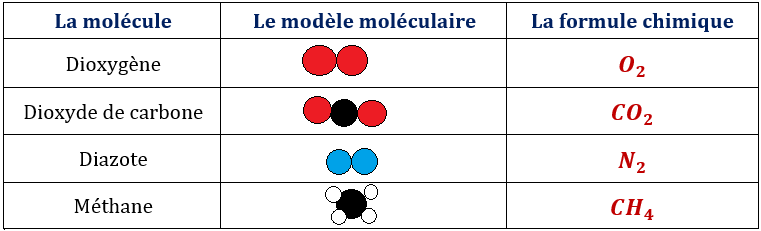 La molécule Le modèle moléculaire La formule chimique
Dioxygène O₂
Dioxyde de carbone CO₂
Diazote N₂
Méthane CH₄